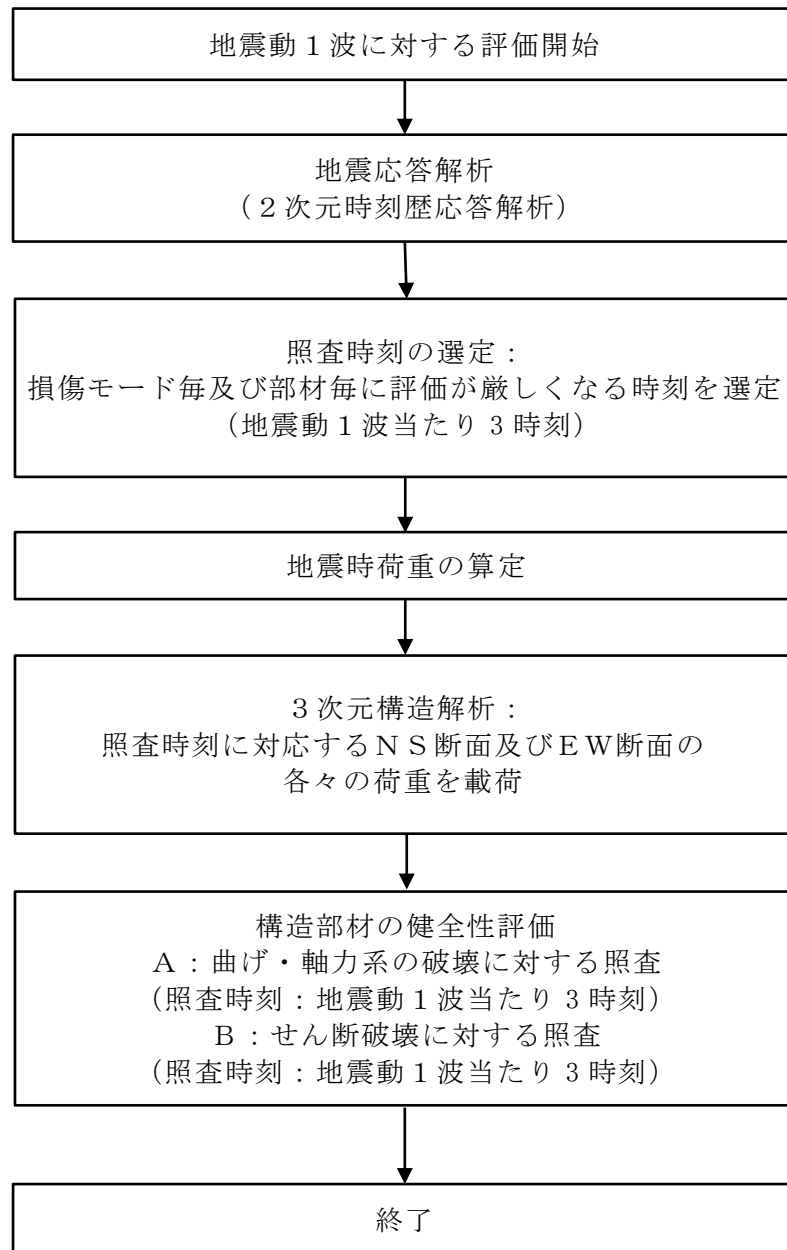 地震動１波に対する評価開始
地震応答解析
（２次元時刻歴応答解析）
照査時刻の選定：
損傷モード毎及び部材毎に評価が厳しくなる時刻を選定
（地震動１波当たり３時刻）
地震時荷重の算定
３次元構造解析：
照査時刻に対応するＮＳ断面及びＥＷ断面の
各々の荷重を載荷
構造部材の健全性評価
Ａ：曲げ・軸力系の破壊に対する照査
（照査時刻：地震動１波当たり３時刻）
Ｂ：せん断破壊に対する照査
（照査時刻：地震動１波当たり３時刻）
終了